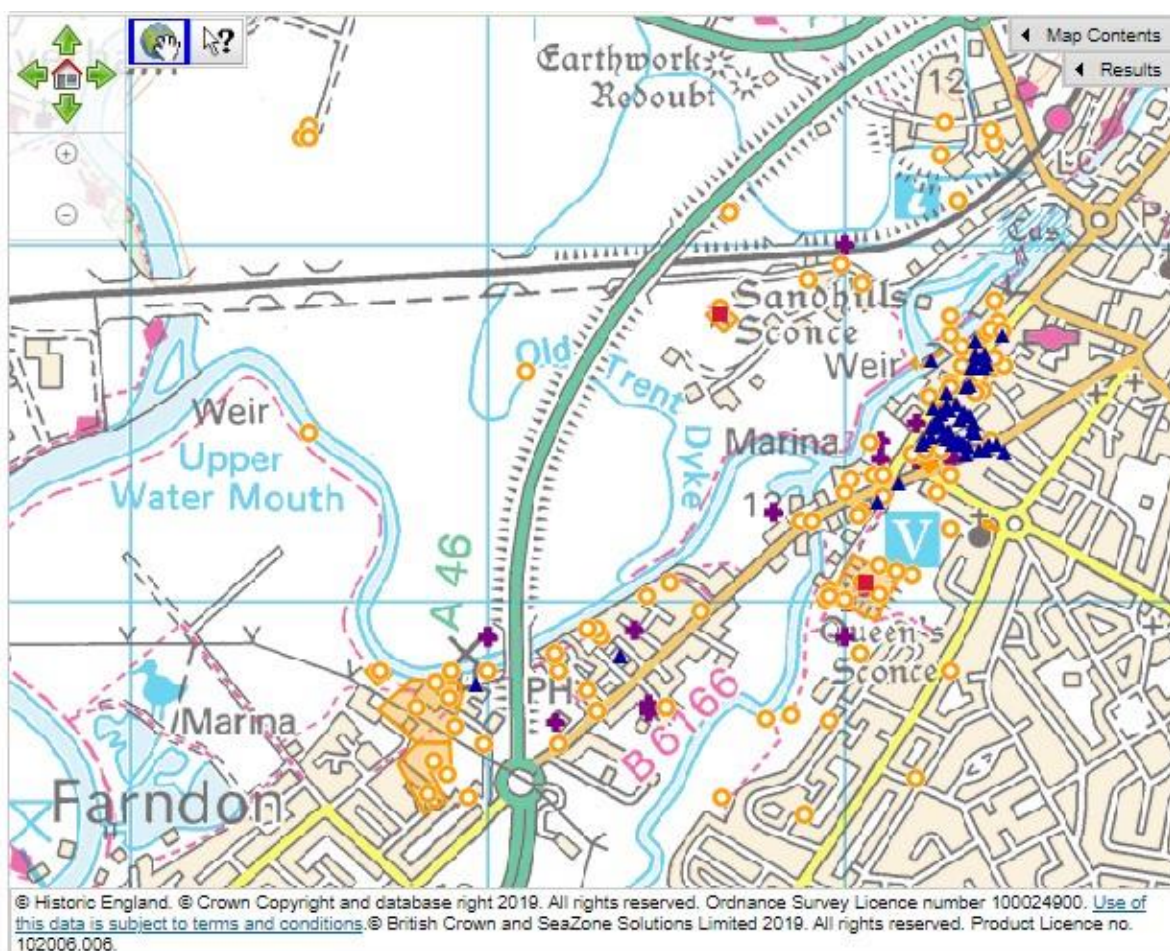 ?
Map Contents
Results
Earthwork
Redoubt
12
LC
i
Cas
Sandhills
Sconce
Weir
Old Trent Dyke
Weir
Upper
Water Mouth
Marina
12
V
A 46
Queen's
Sconce
PH
Marina
B 6166
Farndon
© Historic England. © Crown Copyright and database right 2019. All rights reserved. Ordnance Survey Licence number 100024900. Use of
this data is subject to terms and conditions.© British Crown and SeaZone Solutions Limited 2019. All rights reserved. Product Licence no.
102006.006.